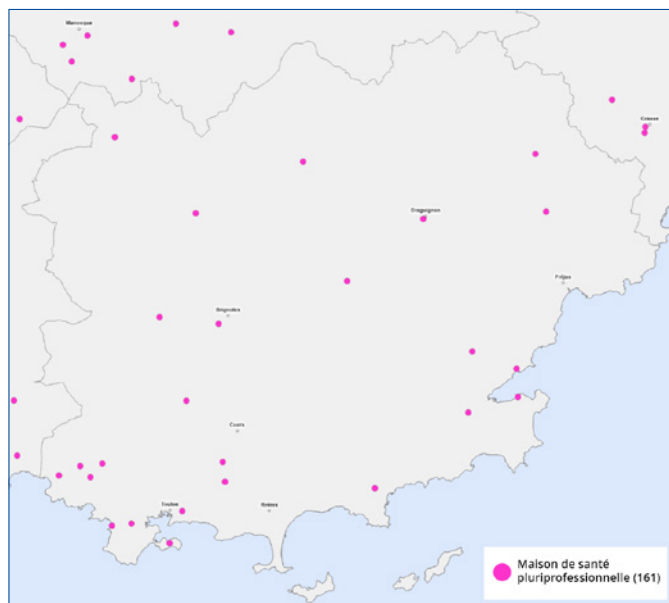 Manosque
Grasse
Draguignan
Fréjus
Brignoles
Cuers
Toulon
Hyères
Maison de santé
pluriprofessionnelle (161)